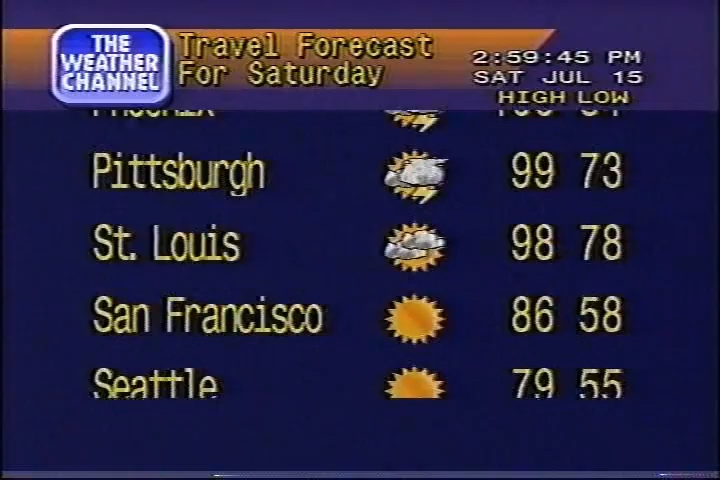 THE
WEATHER
CHANNEL
Travel Forecast
For Saturday
2:59:45 PM
SAT JUL 15
HIGH LOW
Phoenix
Pittsburgh 99 73
St. Louis 98 78
San Francisco 86 58
Seattle 79 55